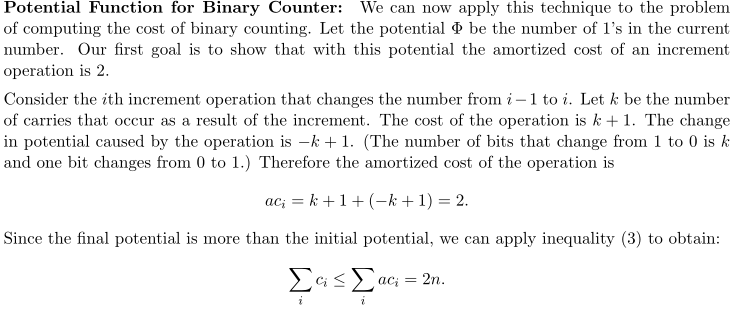 Potential Function for Binary Counter: We can now apply this technique to the problem
of computing the cost of binary counting. Let the potential Φ be the number of 1's in the current
number. Our first goal is to show that with this potential the amortized cost of an increment
operation is 2.
Consider the ith increment operation that changes the number from i − 1 to i. Let k be the number
of carries that occur as a result of the increment. The cost of the operation is k + 1. The change
in potential caused by the operation is −k + 1. (The number of bits that change from 1 to 0 is k
and one bit changes from 0 to 1.) Therefore the amortized cost of the operation is
ac_i = k + 1 + (−k + 1) = 2.
Since the final potential is more than the initial potential, we can apply inequality (3) to obtain:
∑_i c_i ≤ ∑_i ac_i = 2n.